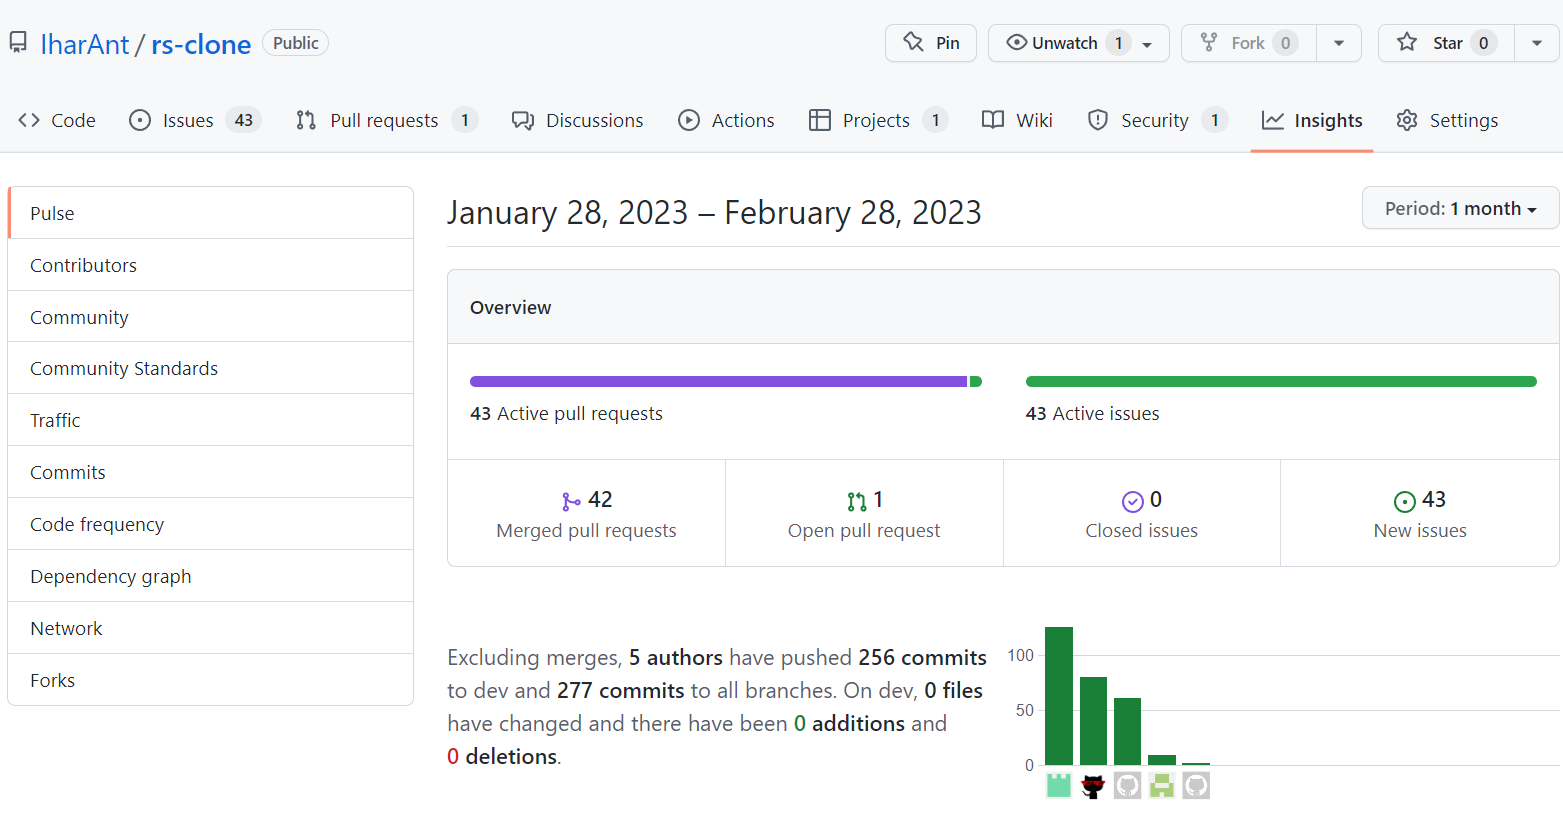 IharAnt / rs-clone Public
Pin Unwatch 1 Fork 0 Star 0
Code Issues 43 Pull requests 1 Discussions Actions Projects 1 Wiki Security 1 Insights Settings
Pulse
Contributors
Community
Community Standards
Traffic
Commits
Code frequency
Dependency graph
Network
Forks
January 28, 2023 – February 28, 2023
Period: 1 month
Overview
43 Active pull requests
43 Active issues
42
Merged pull requests
1
Open pull request
0
Closed issues
43
New issues
Excluding merges, 5 authors have pushed 256 commits
to dev and 277 commits to all branches. On dev, 0 files
have changed and there have been 0 additions and
0 deletions.
100
50
0